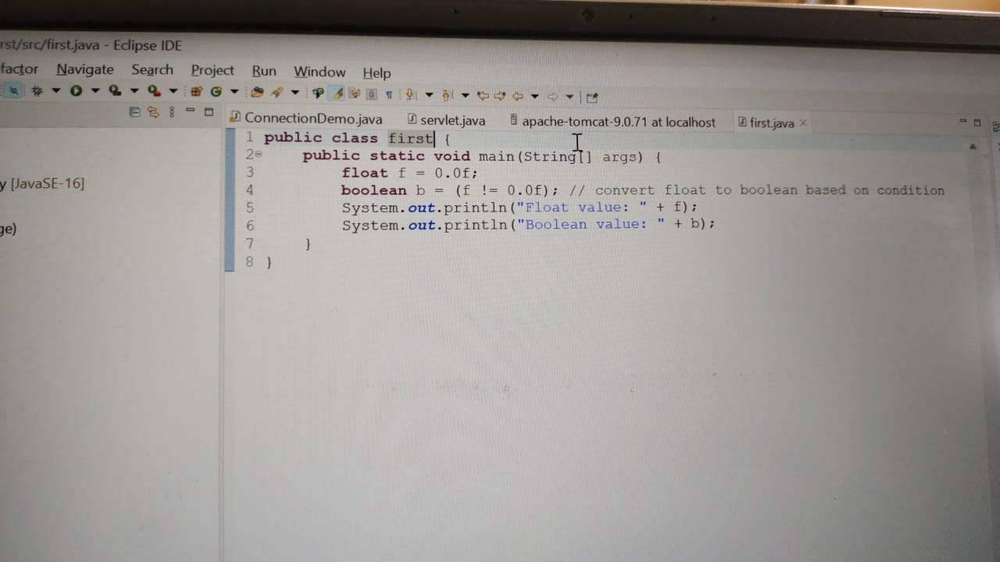 rst/src/first.java - Eclipse IDE
factor Navigate Search Project Run Window Help
ConnectionDemo.java servlet.java apache-tomcat-9.0.71 at localhost first.java
1 public class first {
2 public static void main(String[] args) {
3 float f = 0.0f;
4 boolean b = (f != 0.0f); // convert float to boolean based on condition
5 System.out.println("Float value: " + f);
6 System.out.println("Boolean value: " + b);
7 }
8 }
y [JavaSE-16]
ge)